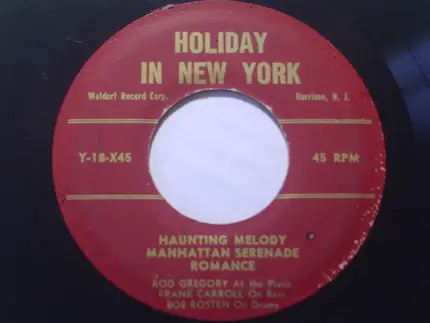 HOLIDAY
IN NEW YORK
Waldorf Record Corp. Harrison, N. J.
Y-18-X45 45 RPM
HAUNTING MELODY
MANHATTAN SERENADE
ROMANCE
ROD GREGORY At the Piano
FRANK CARROLL On Bass
BOB ROSTEN On Drums